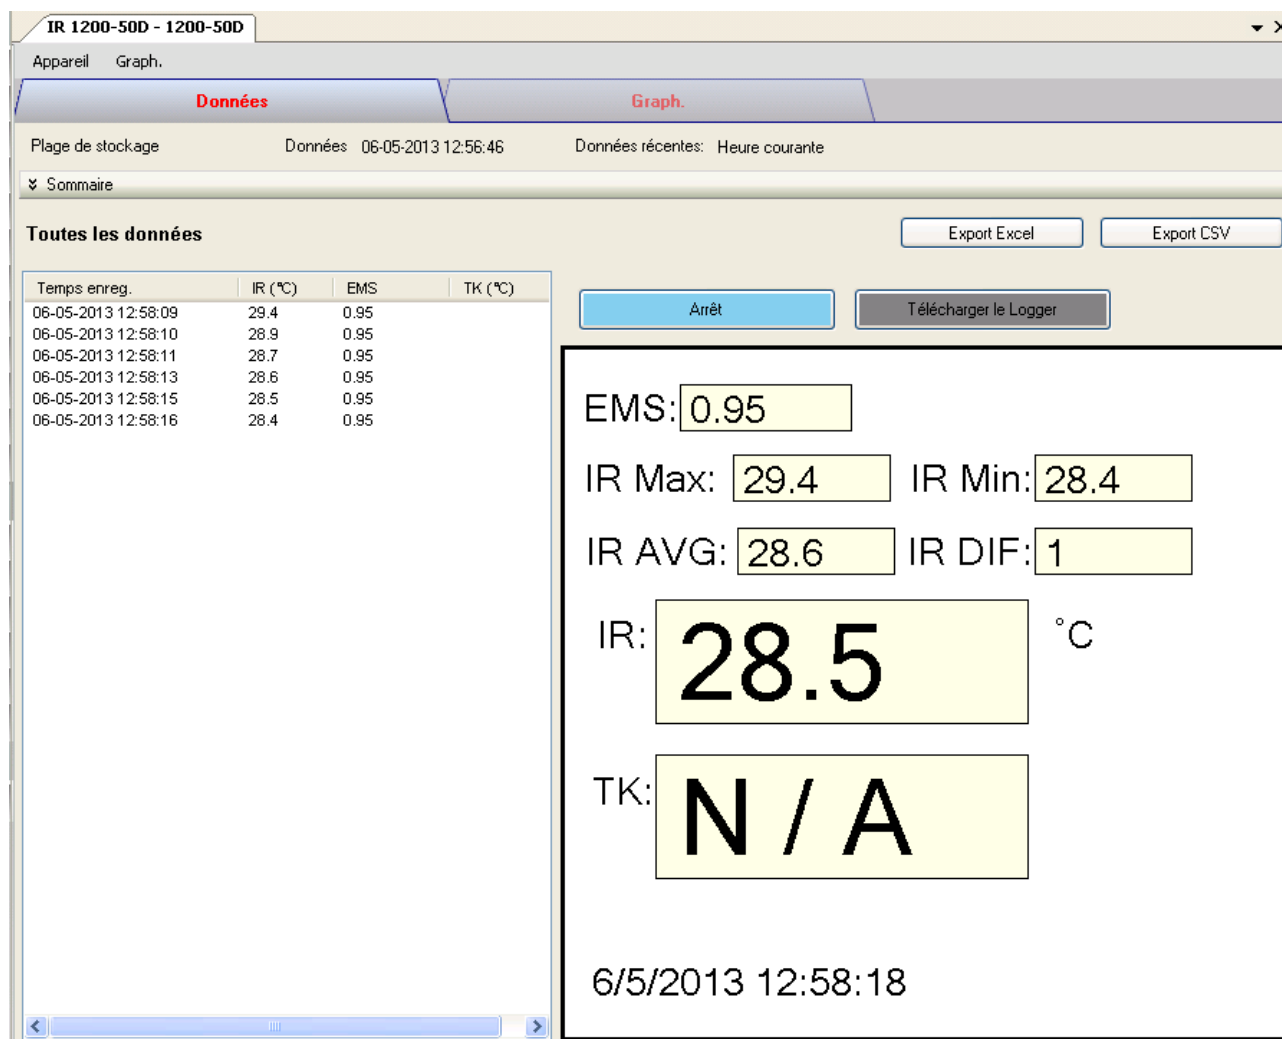 IR 1200-50D - 1200-50D
Appareil Graph.
Données Graph.
Plage de stockage Données 06-05-2013 12:56:46 Données récentes: Heure courante
Sommaire
Toutes les données Export Excel Export CSV
Temps enreg. IR (°C) EMS TK (°C)
06-05-2013 12:58:09 29.4 0.95
06-05-2013 12:58:10 28.9 0.95
06-05-2013 12:58:11 28.7 0.95
06-05-2013 12:58:13 28.6 0.95
06-05-2013 12:58:15 28.5 0.95
06-05-2013 12:58:16 28.4 0.95
Arrêt Télécharger le Logger
EMS: 0.95
IR Max: 29.4 IR Min: 28.4
IR AVG: 28.6 IR DIF: 1
IR: 28.5 °C
TK: N / A
6/5/2013 12:58:18